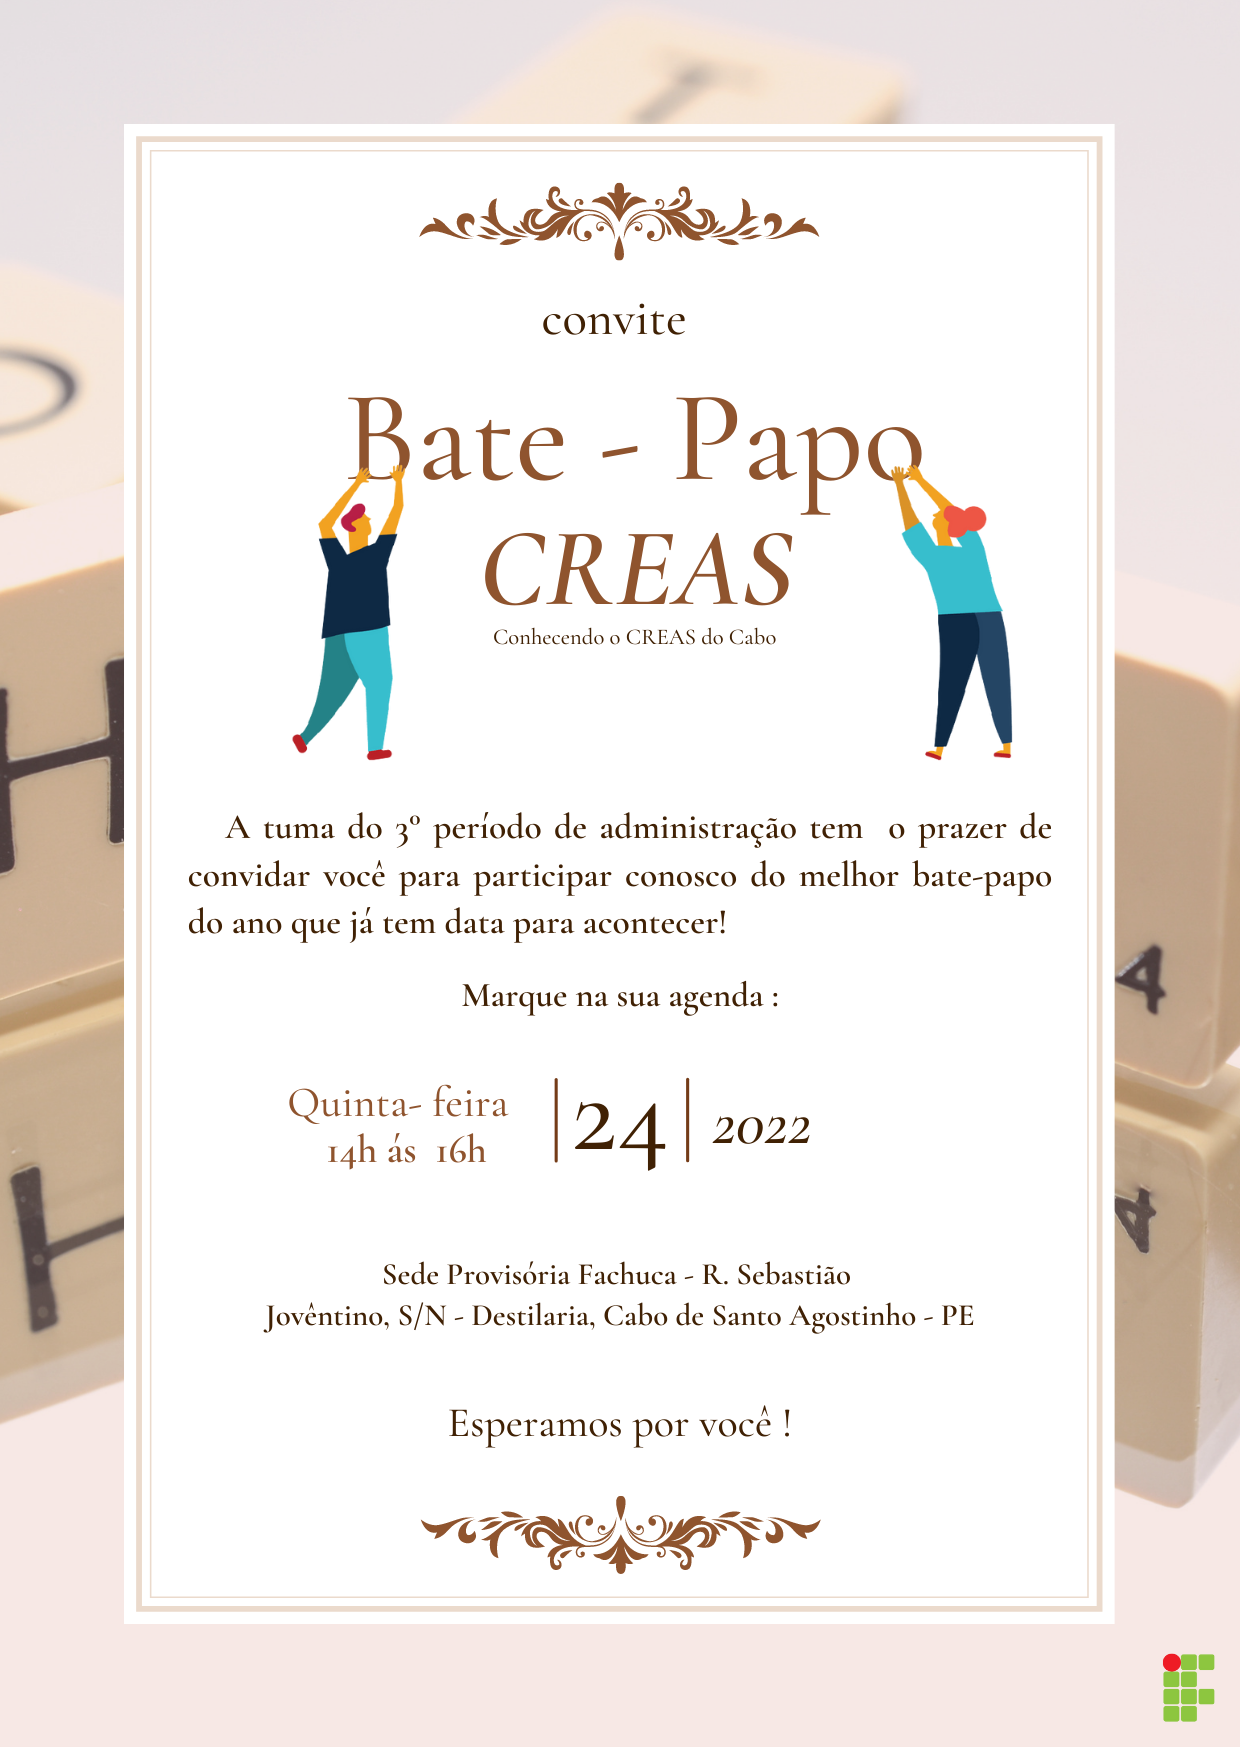 convite
Bate - Papo
CREAS
Conhecendo o CREAS do Cabo
A tuma do 3º período de administração tem o prazer de
convidar você para participar conosco do melhor bate-papo
do ano que já tem data para acontecer!
Marque na sua agenda :
Quinta- feira
14h ás 16h
24
2022
Sede Provisória Fachuca - R. Sebastião
Jovêntino, S/N - Destilaria, Cabo de Santo Agostinho - PE
Esperamos por você !
H
4
H
4